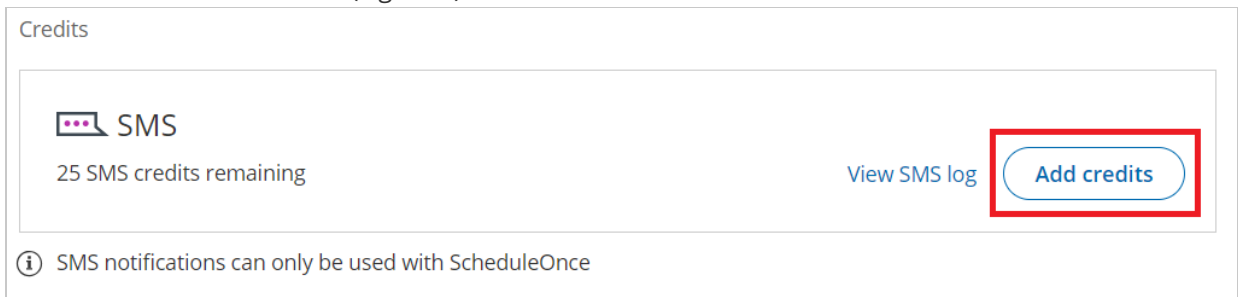 Credits
SMS
25 SMS credits remaining
View SMS log
Add credits
SMS notifications can only be used with ScheduleOnce